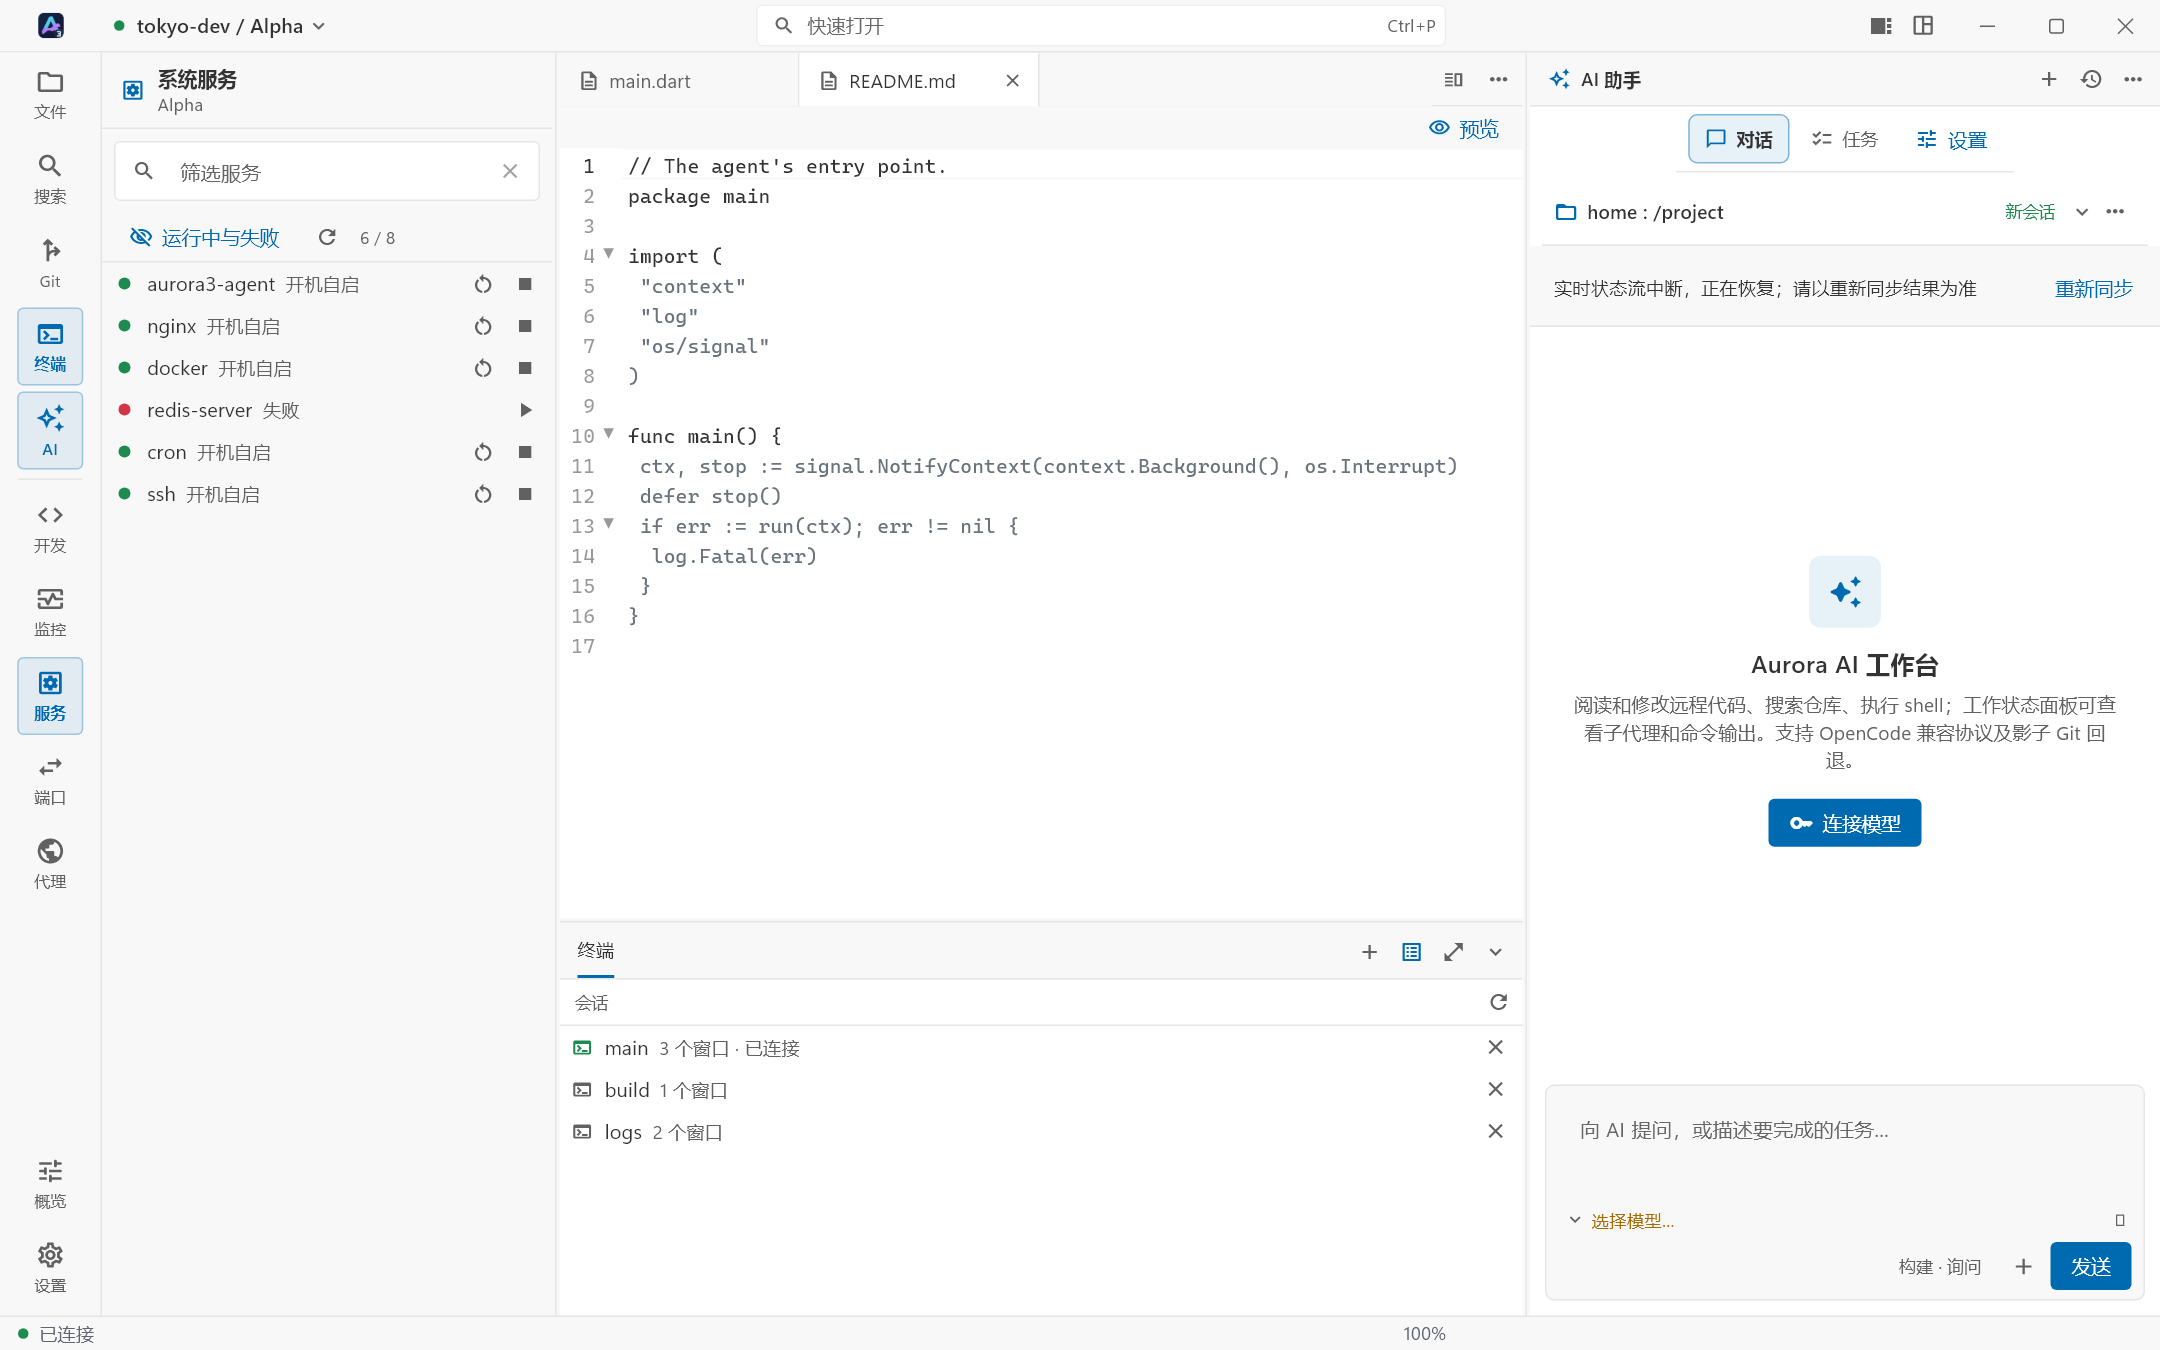 tokyo-dev / Alpha
快速打开
Ctrl+P
文件
搜索
Git
终端
AI
开发
监控
服务
端口
代理
概览
设置
系统服务
Alpha
筛选服务
运行中与失败
6 / 8
aurora3-agent 开机自启
nginx 开机自启
docker 开机自启
redis-server 失败
cron 开机自启
ssh 开机自启
main.dart
README.md
预览
1 // The agent's entry point.
2 package main
3
4 import (
5 "context"
6 "log"
7 "os/signal"
8 )
9
10 func main() {
11 ctx, stop := signal.NotifyContext(context.Background(), os.Interrupt)
12 defer stop()
13 if err := run(ctx); err != nil {
14 log.Fatal(err)
15 }
16 }
17
终端
会话
main 3 个窗口 · 已连接
build 1 个窗口
logs 2 个窗口
AI 助手
对话
任务
设置
home : /project
新会话
实时状态流中断，正在恢复；请以重新同步结果为准
重新同步
Aurora AI 工作台
阅读和修改远程代码、搜索仓库、执行 shell；工作状态面板可查
看子代理和命令输出。支持 OpenCode 兼容协议及影子 Git 回
退。
连接模型
向 AI 提问，或描述要完成的任务...
选择模型...
构建 · 询问
发送
已连接
100%